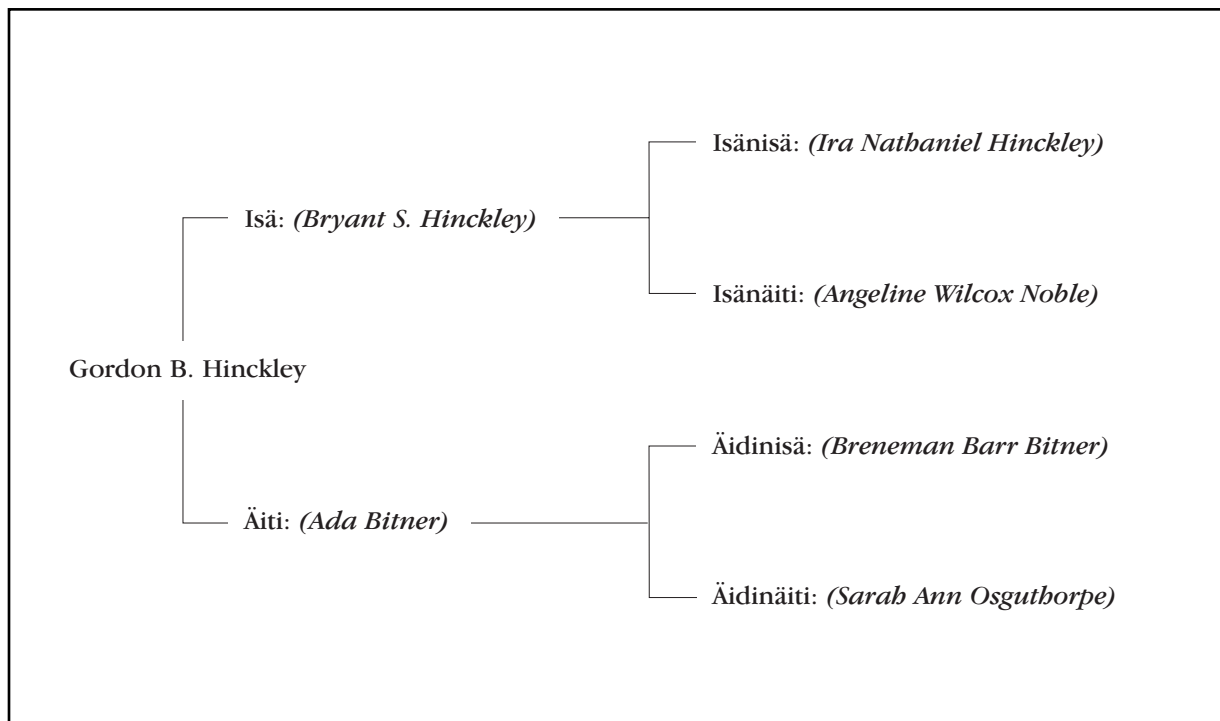 Isänisä: (Ira Nathaniel Hinckley)
Isä: (Bryant S. Hinckley)
Isänäiti: (Angeline Wilcox Noble)
Gordon B. Hinckley
Äidinisä: (Breneman Barr Bitner)
Äiti: (Ada Bitner)
Äidinäiti: (Sarah Ann Osguthorpe)